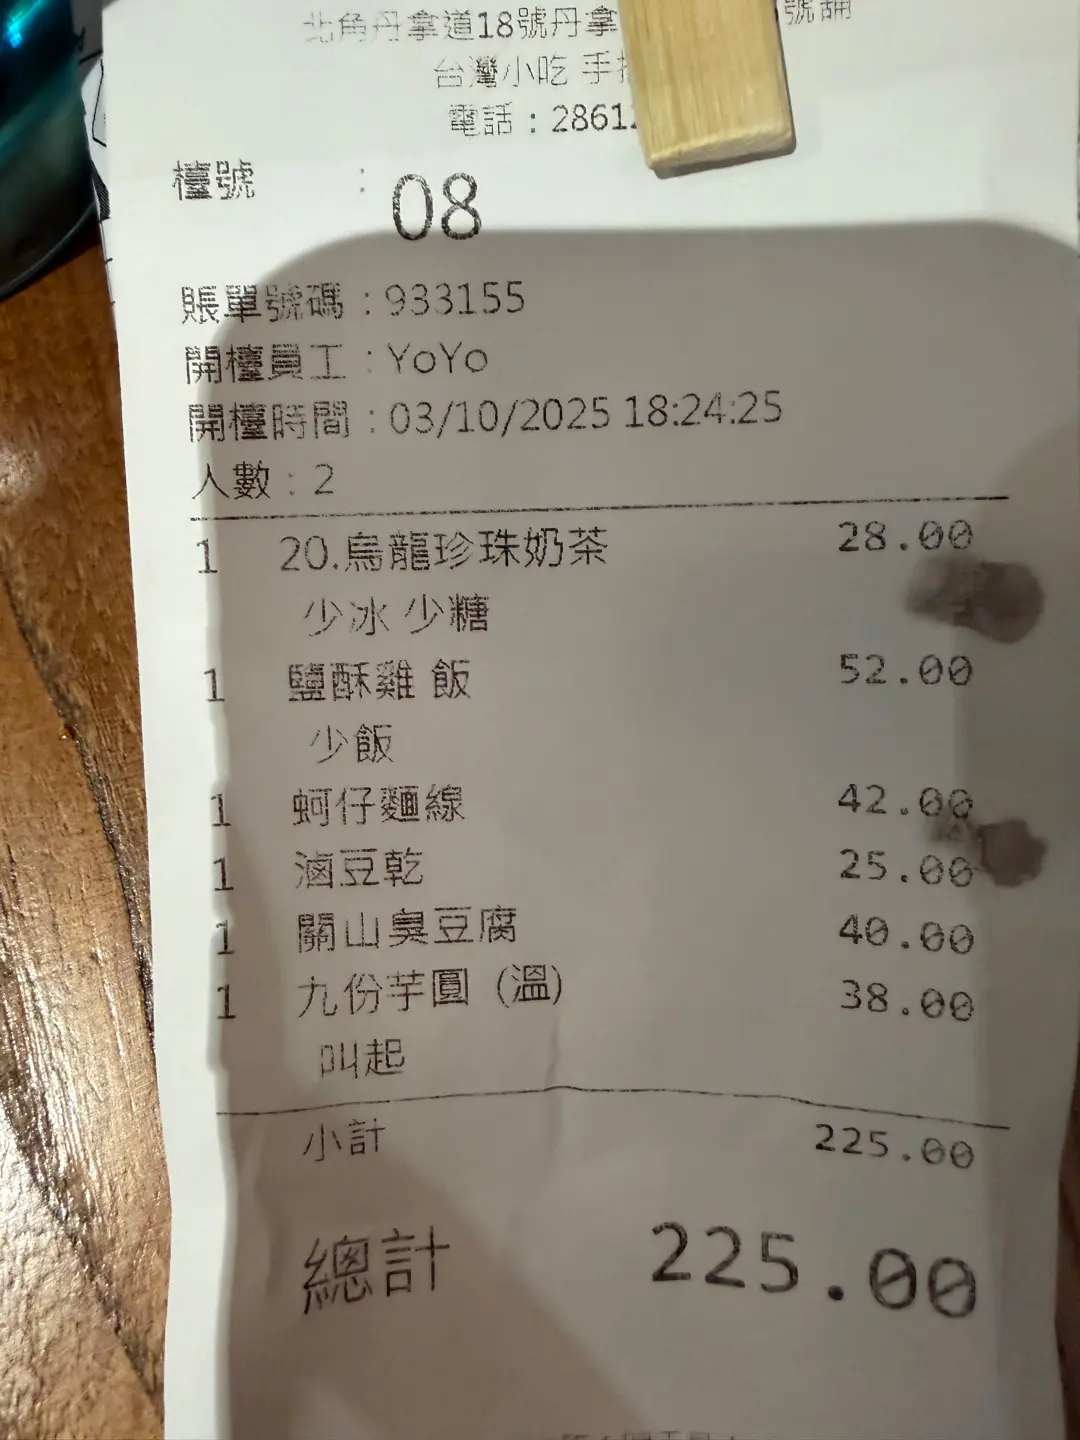 北角丹拿道18號丹拿 號舖
台灣小吃 手
電話：2861
檯號 : 08
賬單號碼 : 933155
開檯員工 : YoYo
開檯時間 : 03/10/2025 18:24:25
人數 : 2
1 20.烏龍珍珠奶茶 28.00
少冰 少糖
1 鹽酥雞 飯 52.00
少飯
1 蚵仔麵線 42.00
1 滷豆乾 25.00
1 關山臭豆腐 40.00
1 九份芋圓 (溫) 38.00
叫起
小計 225.00
總計 225.00